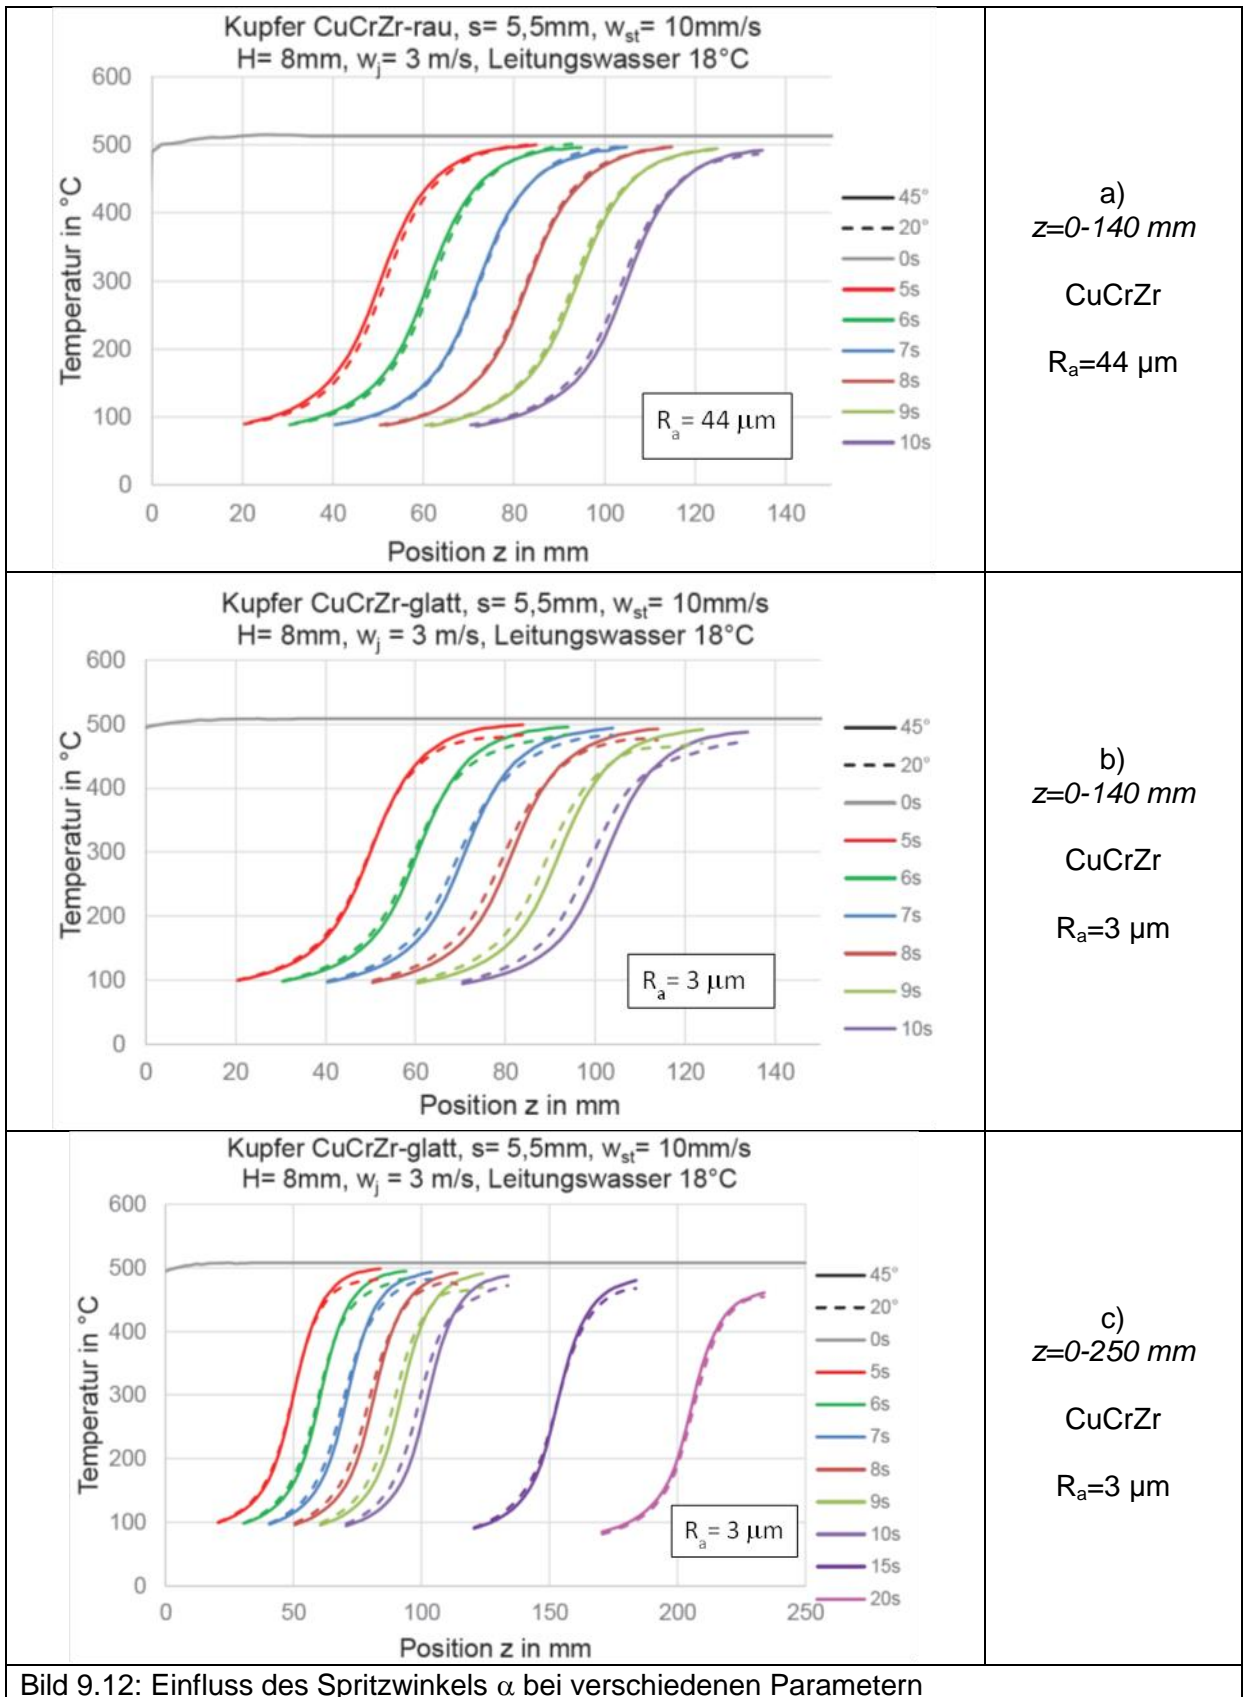 Kupfer CuCrZr-rau, s= 5,5mm, wst= 10mm/s
H= 8mm, wj= 3 m/s, Leitungswasser 18°C
600
500
400
300
200
100
0
Temperatur in °C
0 20 40 60 80 100 120 140
Position z in mm
45°
20°
0s
5s
6s
7s
8s
9s
10s
Ra= 44 µm
a)
z=0-140 mm
CuCrZr
Ra=44 µm
Kupfer CuCrZr-glatt, s= 5,5mm, wst= 10mm/s
H= 8mm, wj = 3 m/s, Leitungswasser 18°C
600
500
400
300
200
100
0
Temperatur in °C
0 20 40 60 80 100 120 140
Position z in mm
45°
20°
0s
5s
6s
7s
8s
9s
10s
Ra= 3 µm
b)
z=0-140 mm
CuCrZr
Ra=3 µm
Kupfer CuCrZr-glatt, s= 5,5mm, wst= 10mm/s
H= 8mm, wj = 3 m/s, Leitungswasser 18°C
600
500
400
300
200
100
0
Temperatur in °C
0 50 100 150 200 250
Position z in mm
45°
20°
0s
5s
6s
7s
8s
9s
10s
15s
20s
Ra= 3 µm
c)
z=0-250 mm
CuCrZr
Ra=3 µm
Bild 9.12: Einfluss des Spritzwinkels α bei verschiedenen Parametern